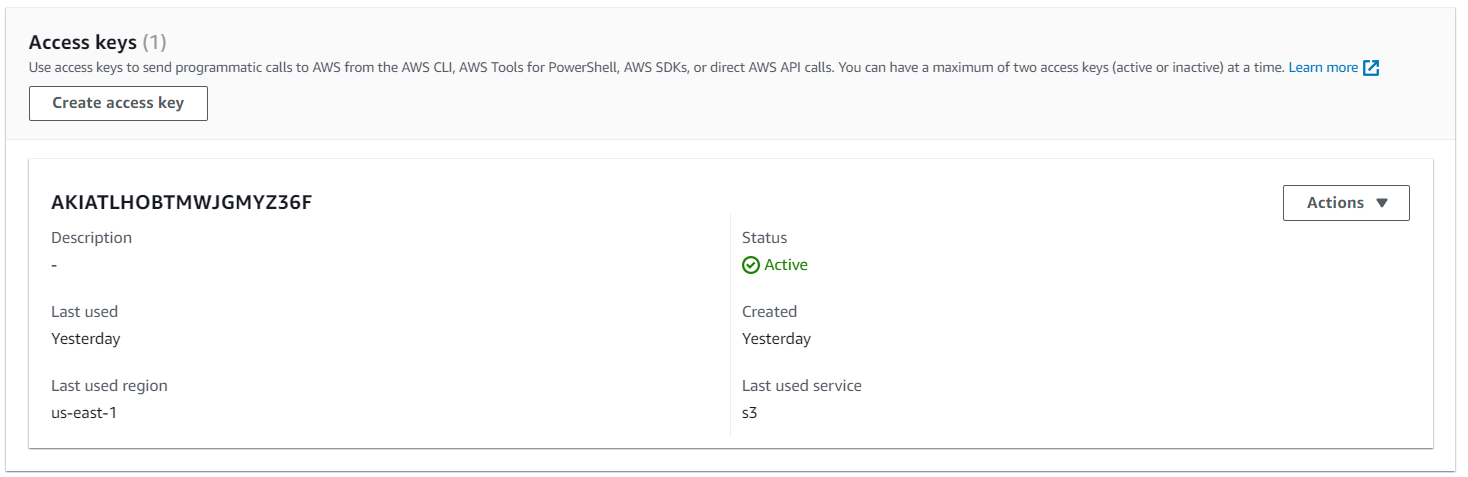 Access keys (1)
Use access keys to send programmatic calls to AWS from the AWS CLI, AWS Tools for PowerShell, AWS SDKs, or direct AWS API calls. You can have a maximum of two access keys (active or inactive) at a time. Learn more
Create access key
AKIATLHOBTMWJGMYZ36F
Actions
Description
-
Status
Active
Last used
Yesterday
Created
Yesterday
Last used region
us-east-1
Last used service
s3